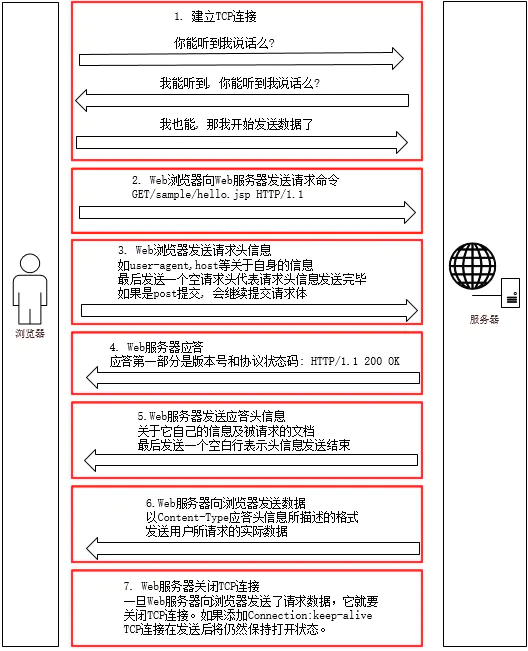 1. 建立TCP连接
你能听到我说话么?
我能听到, 你能听到我说话么?
我也能, 那我开始发送数据了
2. Web浏览器向Web服务器发送请求命令
GET/sample/hello.jsp HTTP/1.1
3. Web浏览器发送请求头信息
如user-agent,host等关于自身的信息
最后发送一个空请求头代表请求头信息发送完毕
如果是post提交, 会继续提交请求体
浏览器
服务器
4. Web服务器应答
应答第一部分是版本号和协议状态码: HTTP/1.1 200 OK
5.Web服务器发送应答头信息
关于它自己的信息及被请求的文档
最后发送一个空白行表示头信息发送结束
6.Web服务器向浏览器发送数据
以Content-Type应答头信息所描述的格式
发送用户所请求的实际数据
7. Web服务器关闭TCP连接
一旦Web服务器向浏览器发送了请求数据，它就要
关闭TCP连接。如果添加Connection:keep-alive
TCP连接在发送后将仍然保持打开状态。